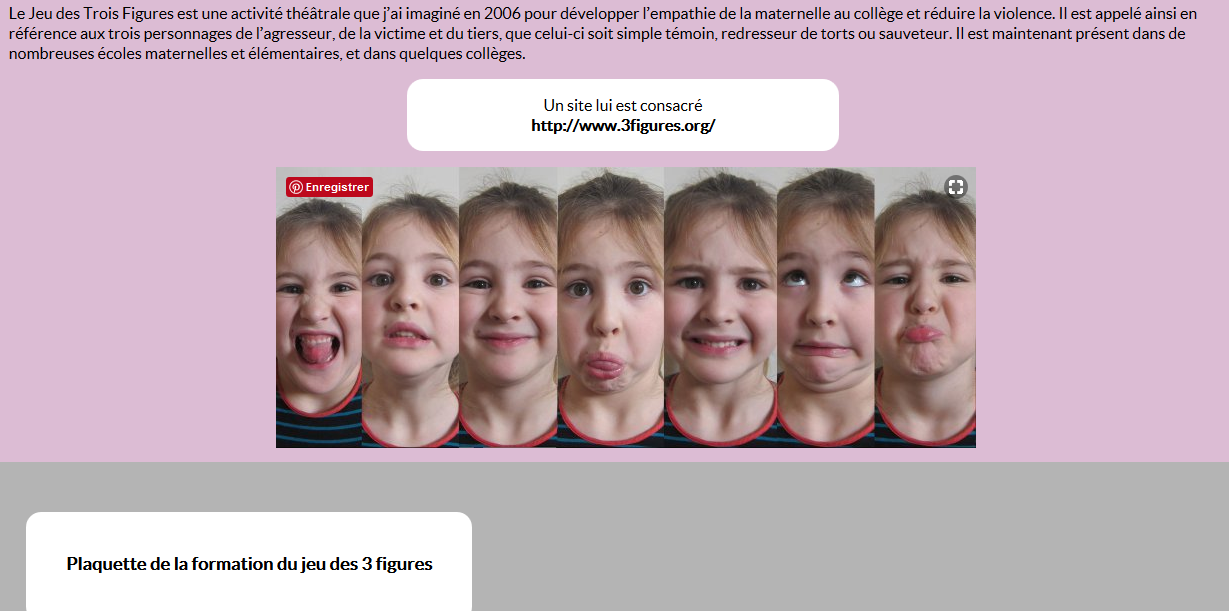 Le Jeu des Trois Figures est une activité théâtrale que j'ai imaginé en 2006 pour développer l'empathie de la maternelle au collège et réduire la violence. Il est appelé ainsi en
référence aux trois personnages de l'agresseur, de la victime et du tiers, que celui-ci soit simple témoin, redresseur de torts ou sauveteur. Il est maintenant présent dans de
nombreuses écoles maternelles et élémentaires, et dans quelques collèges.
Un site lui est consacré
http://www.3figures.org/
Enregistrer
Plaquette de la formation du jeu des 3 figures